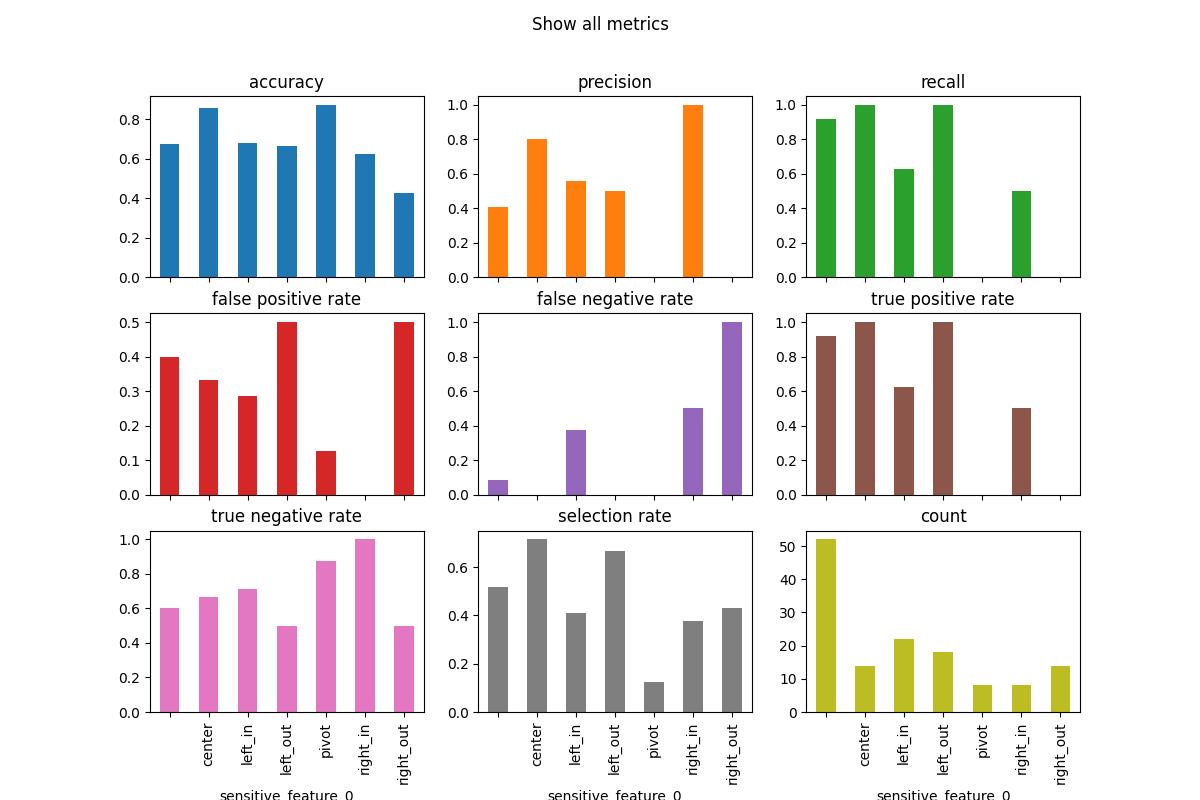 Show all metrics
accuracy
0.8
0.6
0.4
0.2
0.0
precision
1.0
0.8
0.6
0.4
0.2
0.0
recall
1.0
0.8
0.6
0.4
0.2
0.0
false positive rate
0.5
0.4
0.3
0.2
0.1
0.0
false negative rate
1.0
0.8
0.6
0.4
0.2
0.0
true positive rate
1.0
0.8
0.6
0.4
0.2
0.0
true negative rate
1.0
0.8
0.6
0.4
0.2
0.0
center
left_in
left_out
pivot
right_in
right_out
sensitive_feature_0
selection rate
0.6
0.4
0.2
0.0
center
left_in
left_out
pivot
right_in
right_out
sensitive_feature_0
count
50
40
30
20
10
0
center
left_in
left_out
pivot
right_in
right_out
sensitive_feature_0